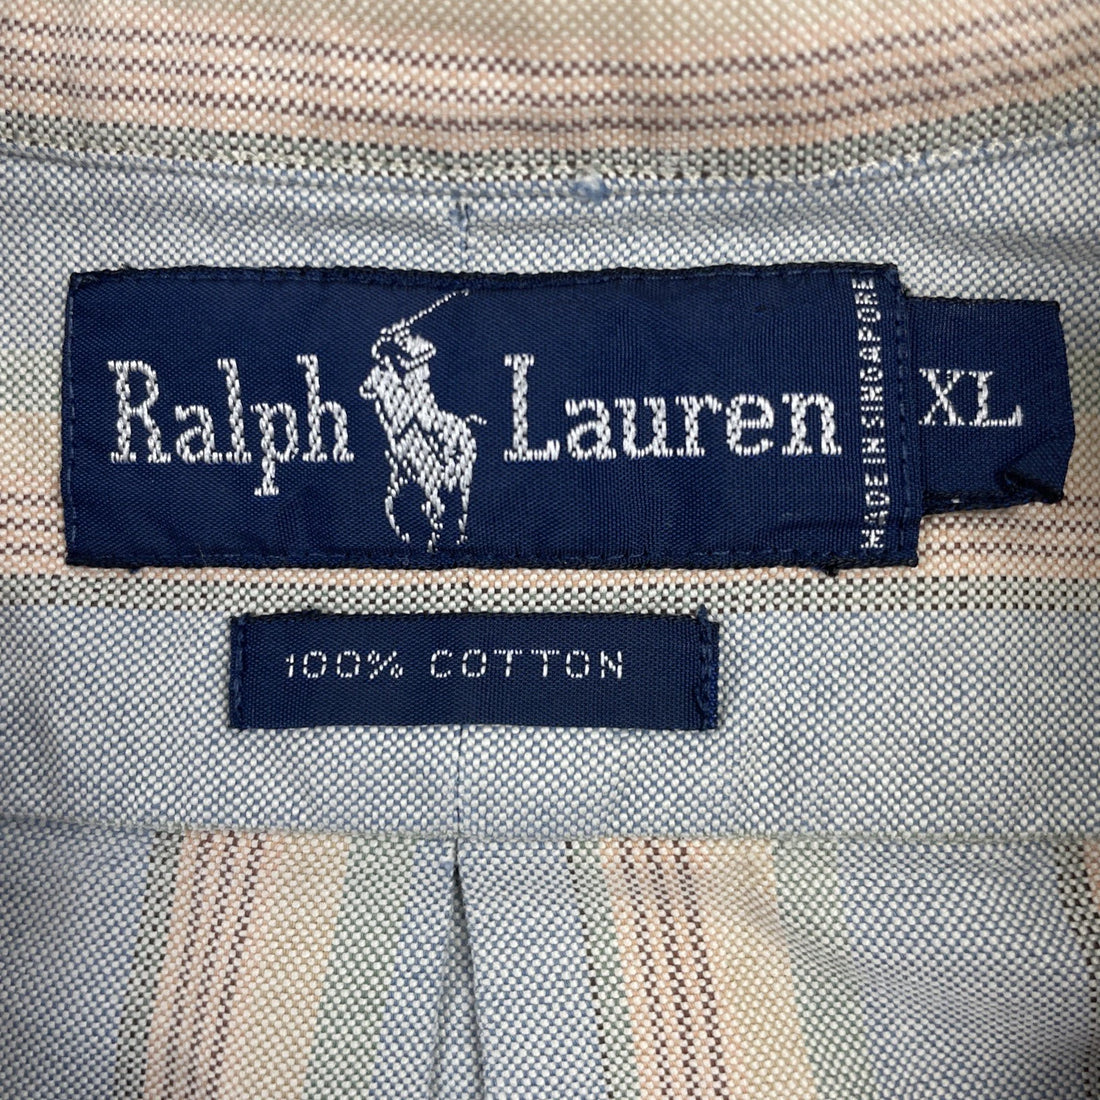 Ralph Lauren
MADE IN SINGAPORE
XL
100% COTTON